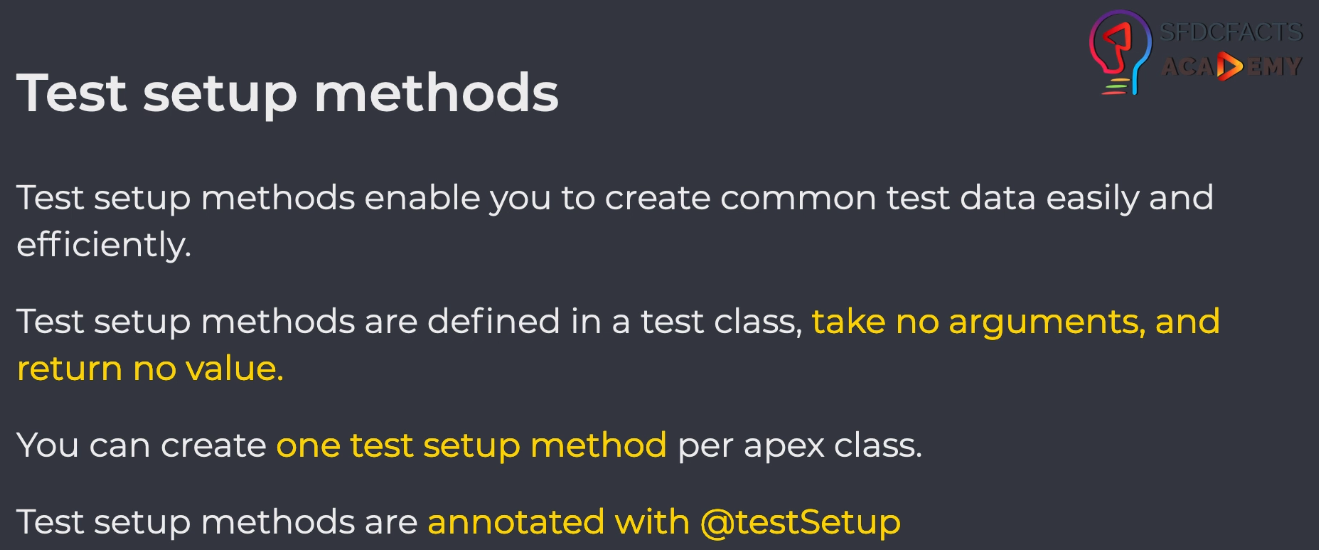 SFDCFACTS
ACADEMY
Test setup methods
Test setup methods enable you to create common test data easily and
efficiently.
Test setup methods are defined in a test class, take no arguments, and
return no value.
You can create one test setup method per apex class.
Test setup methods are annotated with @testSetup